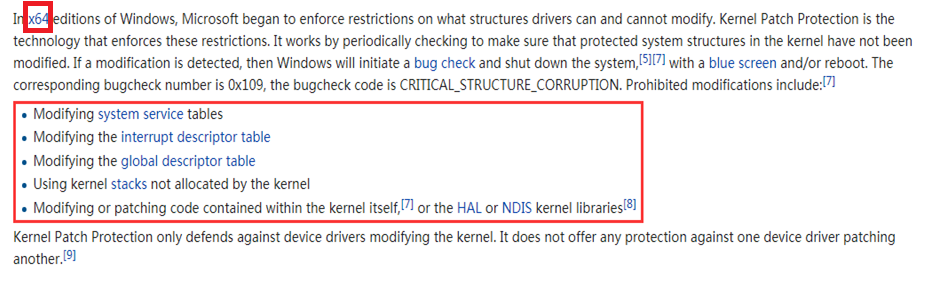 In x64 editions of Windows, Microsoft began to enforce restrictions on what structures drivers can and cannot modify. Kernel Patch Protection is the
technology that enforces these restrictions. It works by periodically checking to make sure that protected system structures in the kernel have not been
modified. If a modification is detected, then Windows will initiate a bug check and shut down the system,[5][7] with a blue screen and/or reboot. The
corresponding bugcheck number is 0x109, the bugcheck code is CRITICAL_STRUCTURE_CORRUPTION. Prohibited modifications include:[7]
• Modifying system service tables
• Modifying the interrupt descriptor table
• Modifying the global descriptor table
• Using kernel stacks not allocated by the kernel
• Modifying or patching code contained within the kernel itself,[7] or the HAL or NDIS kernel libraries[8]
Kernel Patch Protection only defends against device drivers modifying the kernel. It does not offer any protection against one device driver patching
another.[9]